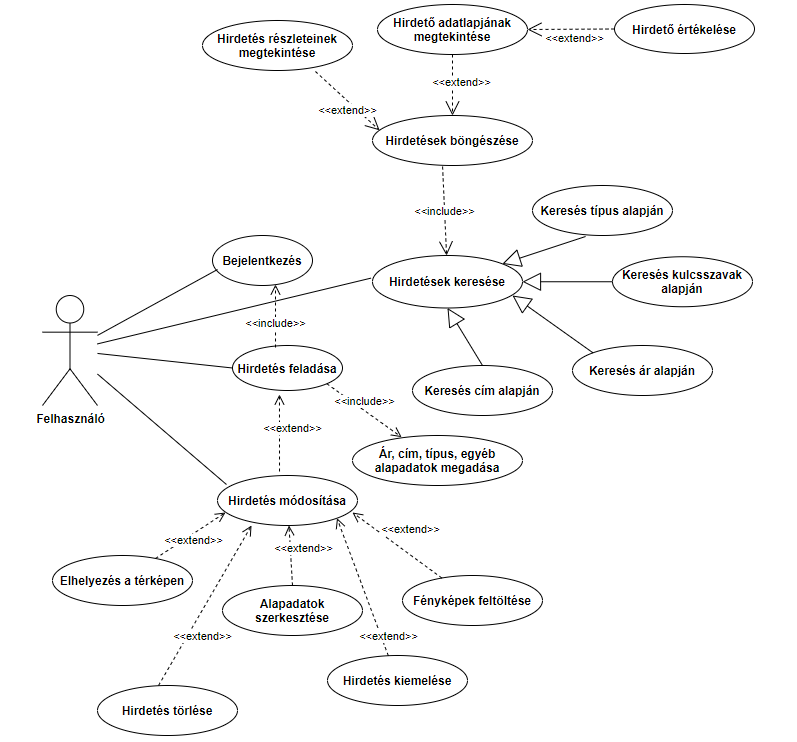 Hirdetés részleteinek
megtekintése
Hirdető adatlapjának
megtekintése
<<extend>>
Hirdető értékelése
<<extend>>
<<extend>>
Hirdetések böngészése
<<include>>
Keresés típus alapján
Bejelentkezés
Hirdetések keresése
Keresés kulcsszavak
alapján
<<include>>
Felhasználó
Hirdetés feladása
Keresés ár alapján
Keresés cím alapján
<<include>>
<<extend>>
Ár, cím, típus, egyéb
alapadatok megadása
Hirdetés módosítása
<<extend>>
<<extend>>
<<extend>>
Elhelyezés a térképen
Alapadatok
szerkesztése
Fényképek feltöltése
<<extend>>
<<extend>>
Hirdetés kiemelése
Hirdetés törlése